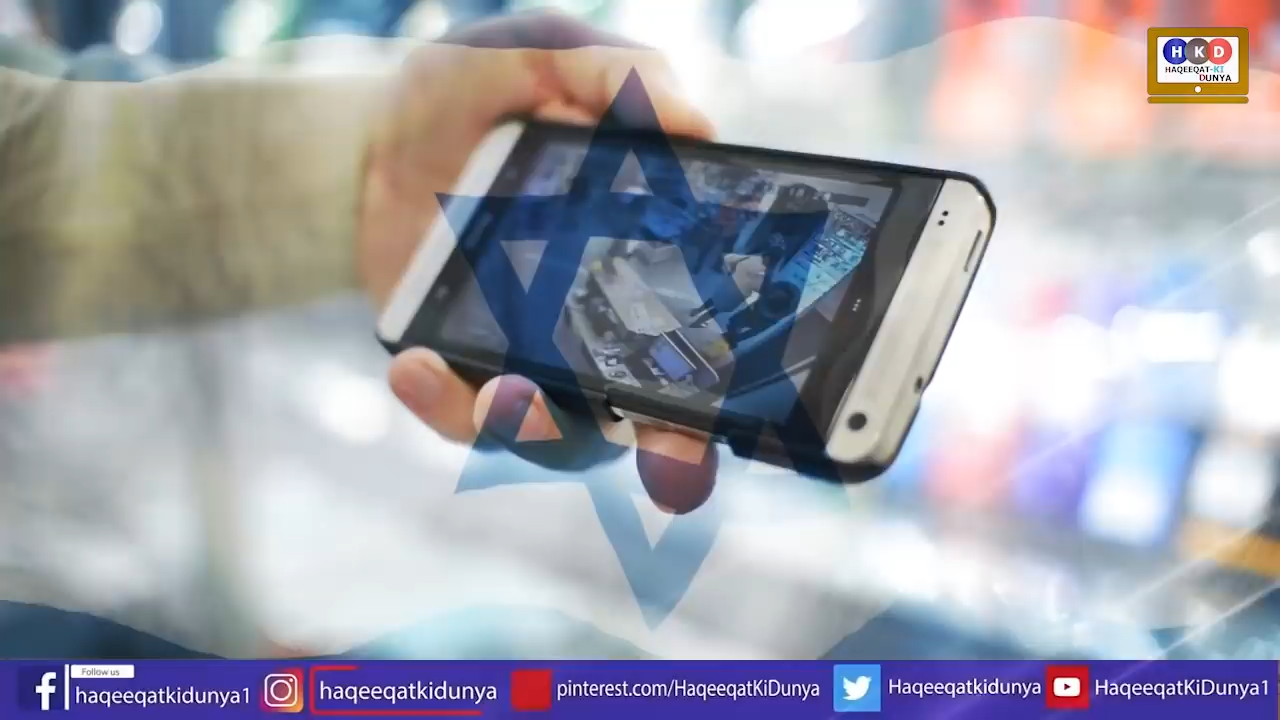 HKD
HAQEEQAT-KI
DUNYA
Follow us
haqeeqatkidunya1
haqeeqatkidunya
pinterest.com/HaqeeqatKiDunya
Haqeeqatkidunya
HaqeeqatKiDunya1